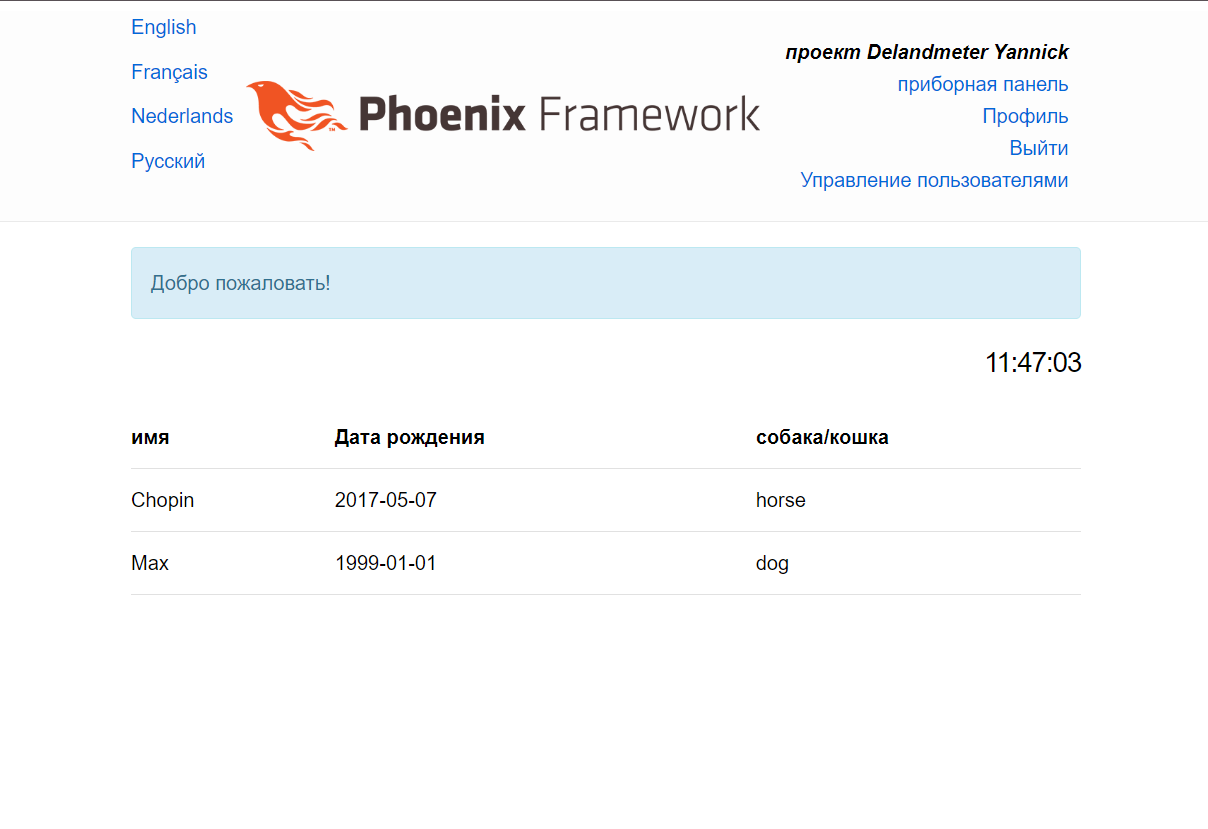 English
Français
Nederlands
Русский
Phoenix Framework
TM
проект Delandmeter Yannick
приборная панель
Профиль
Выйти
Управление пользователями
Добро пожаловать!
11:47:03
имя Дата рождения собака/кошка
Chopin 2017-05-07 horse
Max 1999-01-01 dog